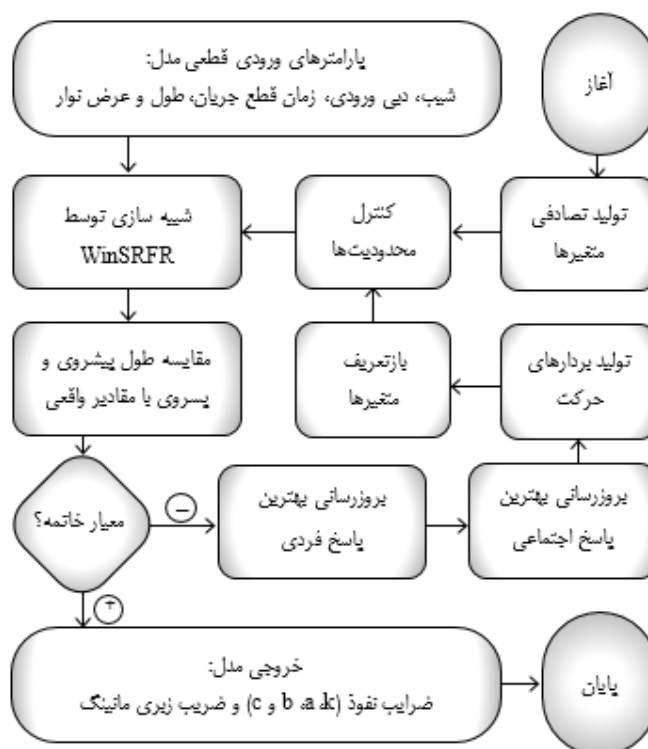 آغاز
پارامترهای ورودی قطعی مدل:
شیب، دبی ورودی، زمان قطع جریان، طول و عرض نوار
تولید تصادفی
متغیرها
کنترل
محدودیت‌ها
شبیه سازی توسط
WinSRFR
مقایسه طول پیشروی و
پسروی با مقادیر واقعی
بازتعریف
متغیرها
تولید بردارهای
حرکت
معیار خاتمه؟
−
بروزرسانی بهترین
پاسخ فردی
بروزرسانی بهترین
پاسخ اجتماعی
+
خروجی مدل:
ضرایب نفوذ (a،k، b و c) و ضریب زبری مانینگ
پایان